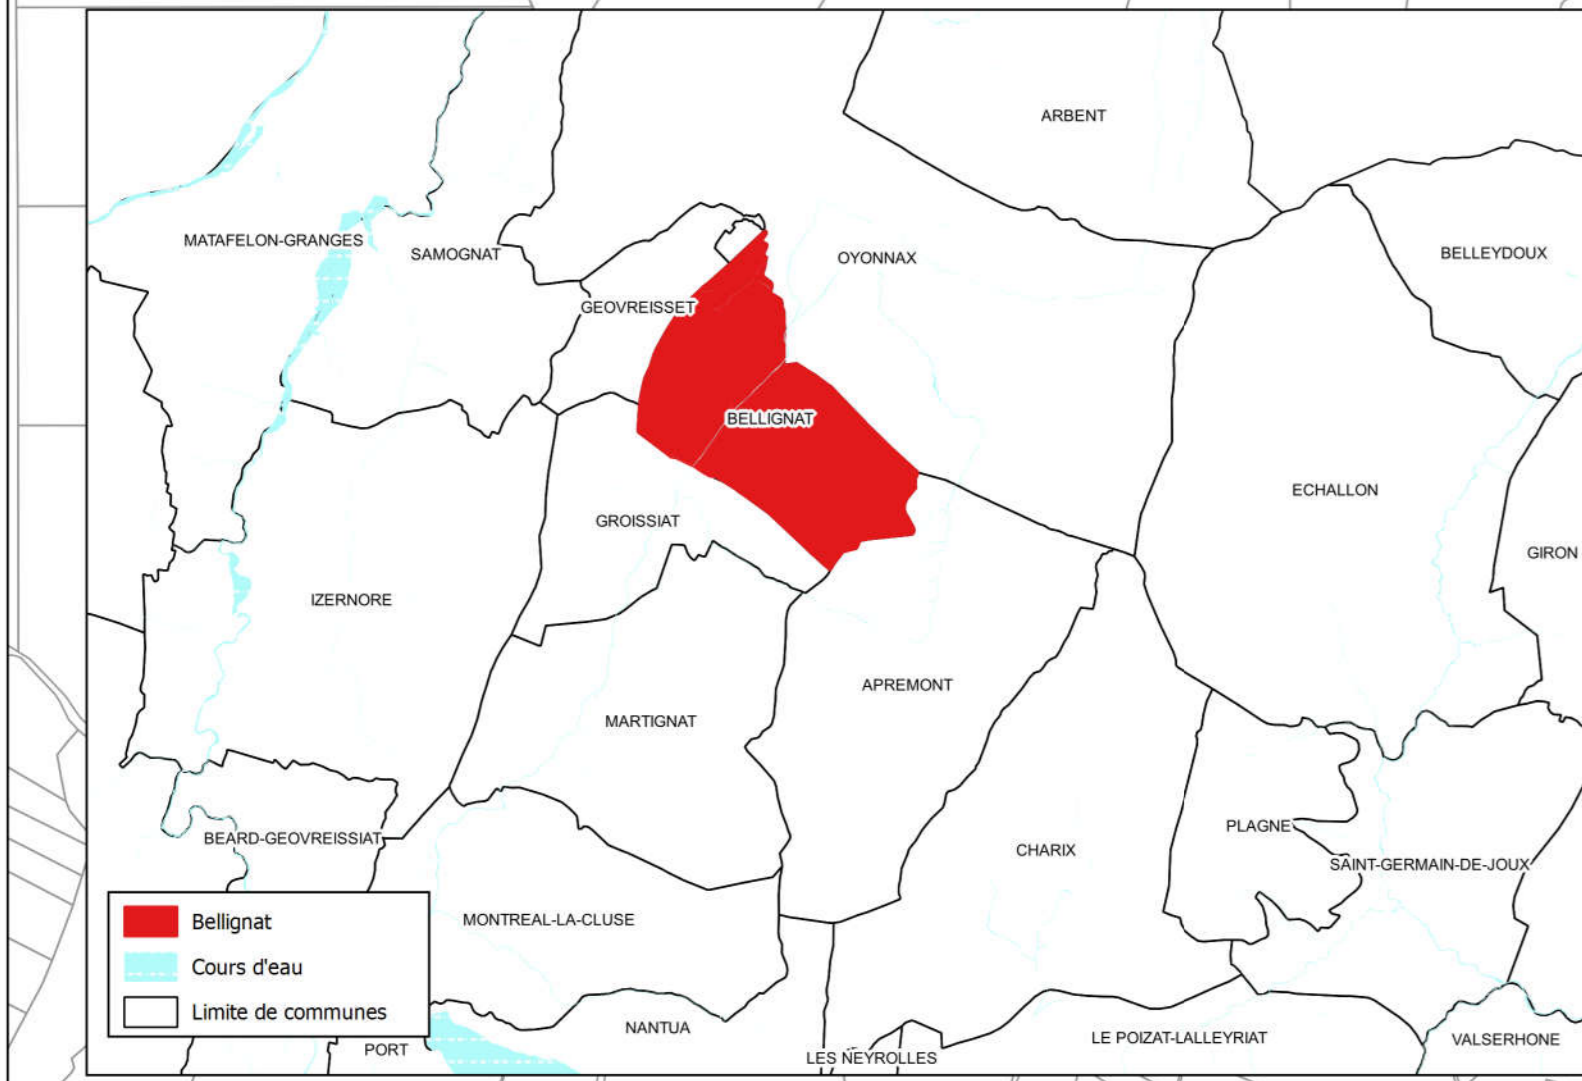 ARBENT
MATAFELON-GRANGES
SAMOGNAT
OYONNAX
BELLEYDOUX
GEOVREISSET
BELLIGNAT
ECHALLON
GROISSIAT
GIRON
IZERNORE
APREMONT
MARTIGNAT
PLAGNE
BEARD-GEOVREISSIAT
CHARIX
SAINT-GERMAIN-DE-JOUX
MONTREAL-LA-CLUSE
Bellignat
Cours d'eau
Limite de communes
NANTUA
PORT
LES NEYROLLES
LE POIZAT-LALLEYRIAT
VALSERHONE